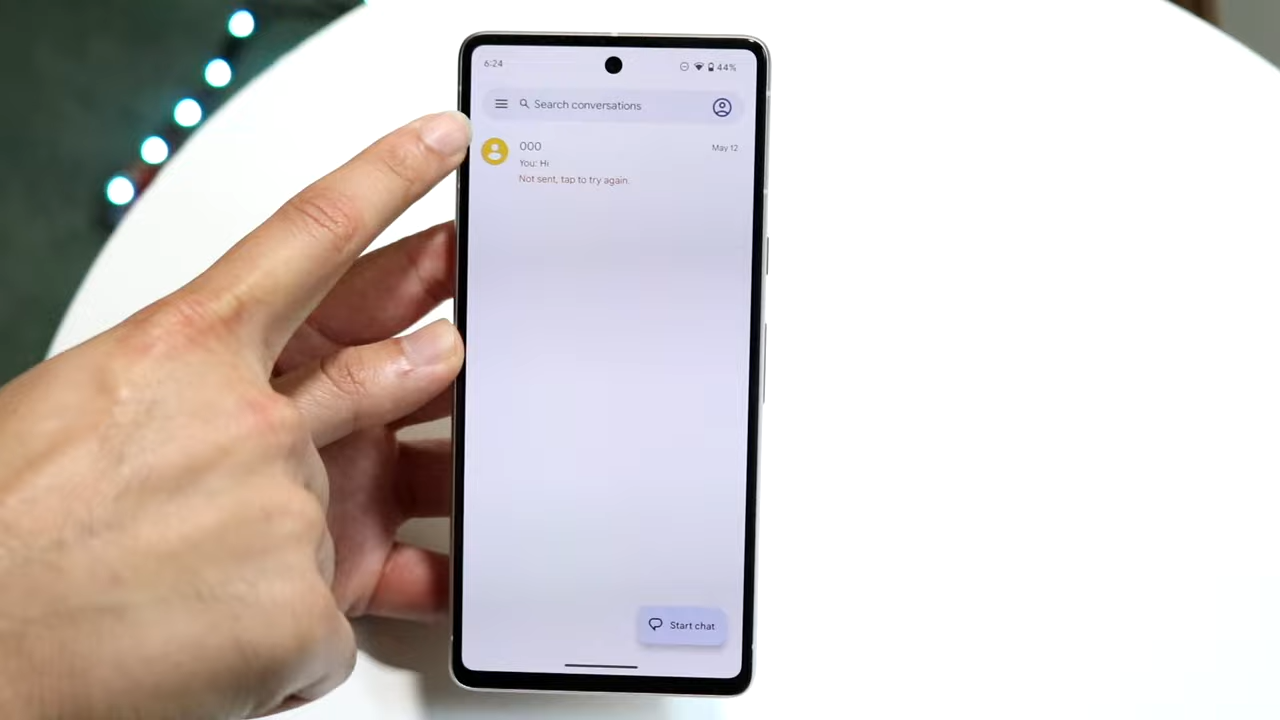 6:24
44%
Search conversations
000
May 12
You: Hi
Not sent, tap to try again.
Start chat